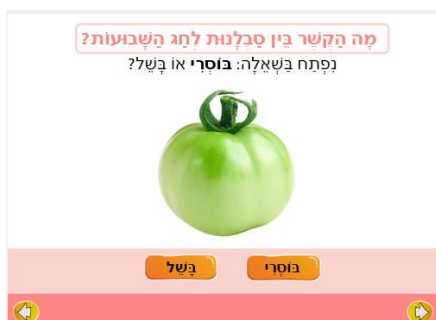 מָה הַקֶּשֶׁר בֵּין סַבְלָנוּת לְחַג הַשָּׁבוּעוֹת?
נִפְתַּח בַּשְּׁאֵלָה: בּוֹסְרִי אוֹ בָּשֵׁל?
בּוֹסְרִי
בָּשֵׁל